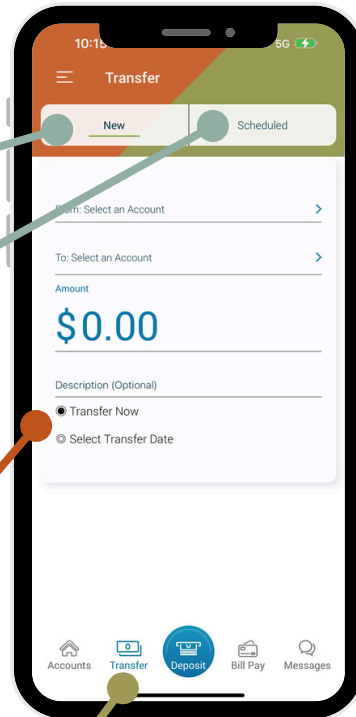 10:15 5G
Transfer
New Scheduled
From: Select an Account
To: Select an Account
Amount
$0.00
Description (Optional)
Transfer Now
Select Transfer Date
Accounts Transfer Deposit Bill Pay Messages